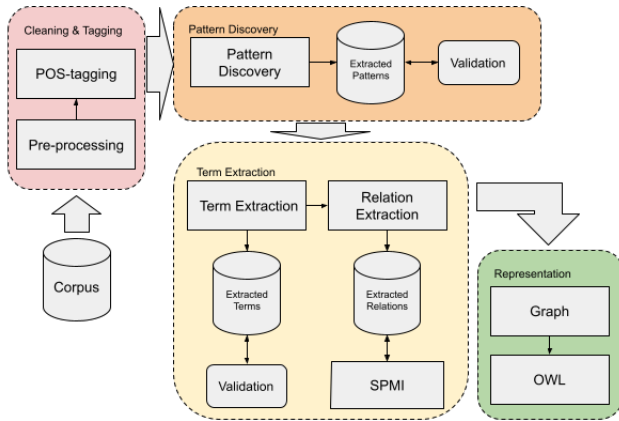 Cleaning & Tagging
POS-tagging
Pre-processing
Corpus
Pattern Discovery
Pattern
Discovery
Extracted
Patterns
Validation
Term Extraction
Term Extraction
Relation
Extraction
Extracted
Terms
Extracted
Relations
Validation
SPMI
Representation
Graph
OWL